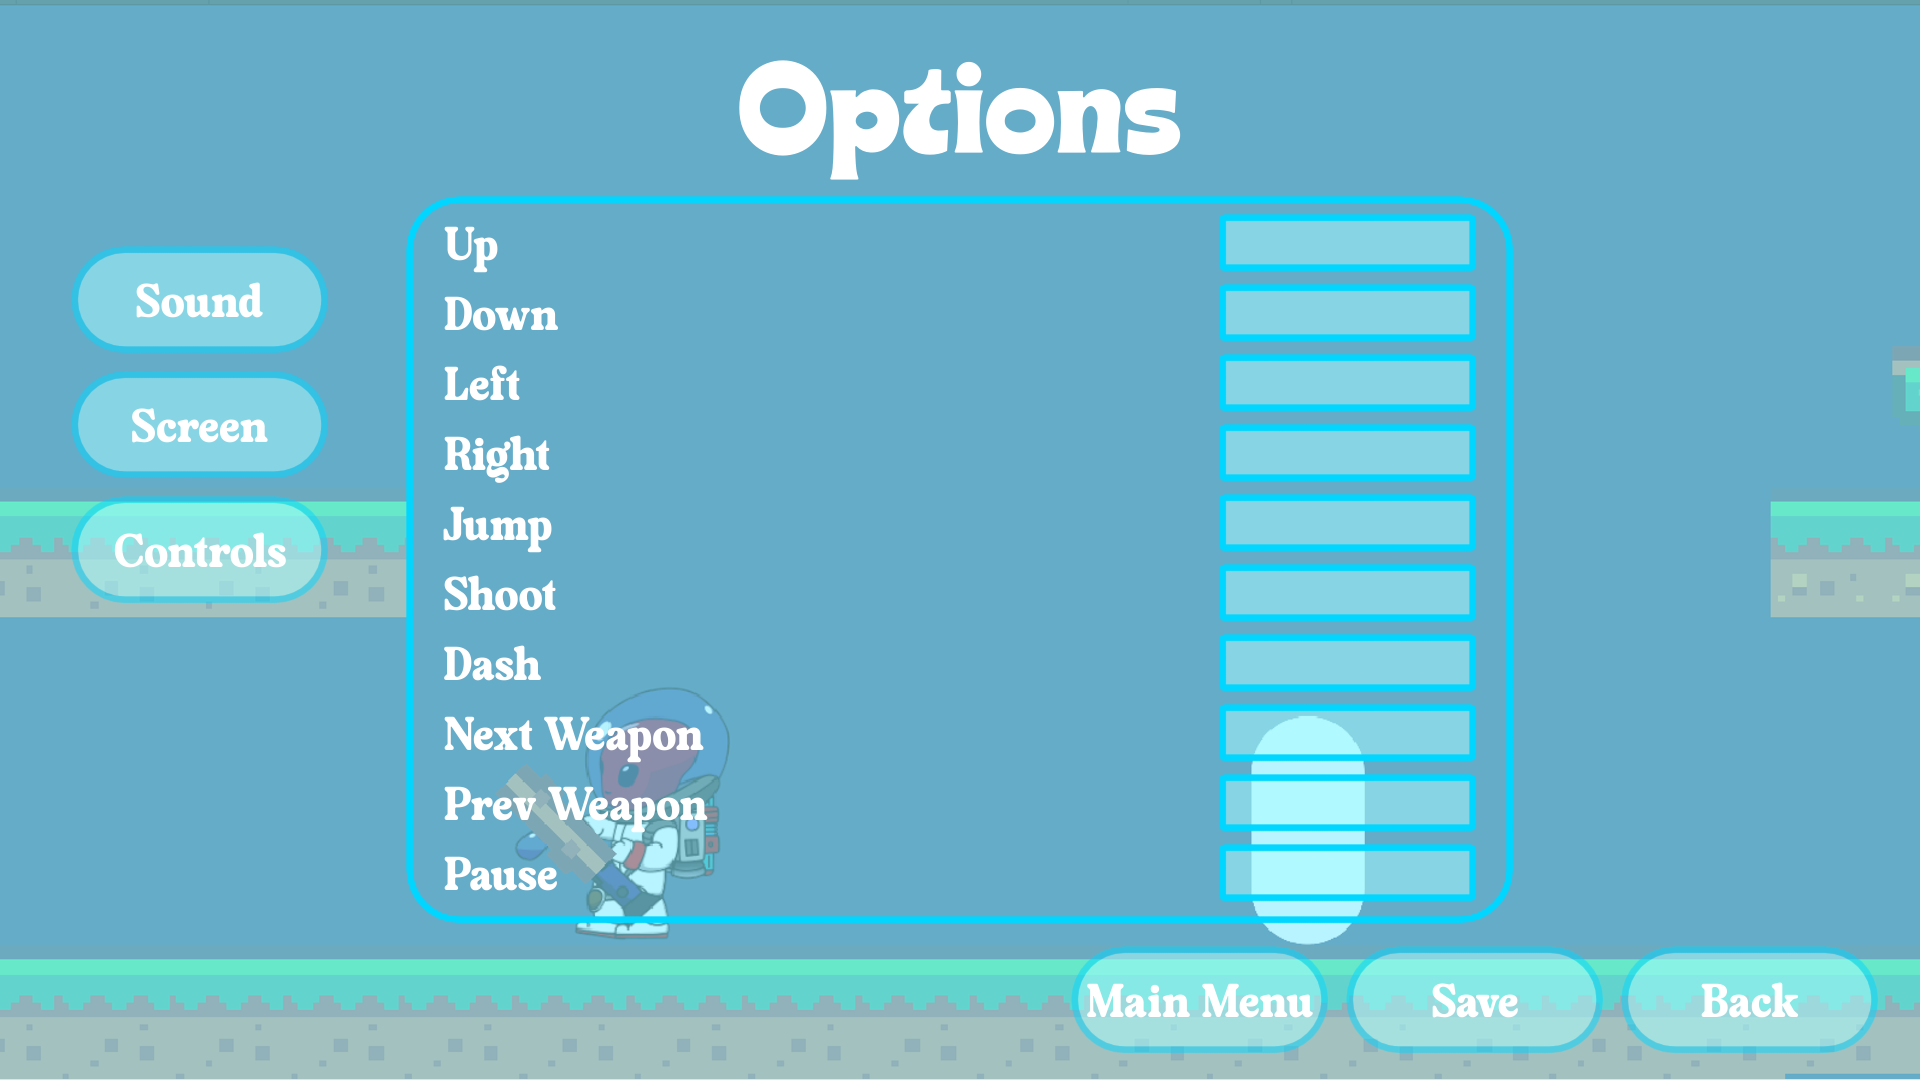 Options
Sound
Screen
Controls
Up
Down
Left
Right
Jump
Shoot
Dash
Next Weapon
Prev Weapon
Pause
Main Menu
Save
Back